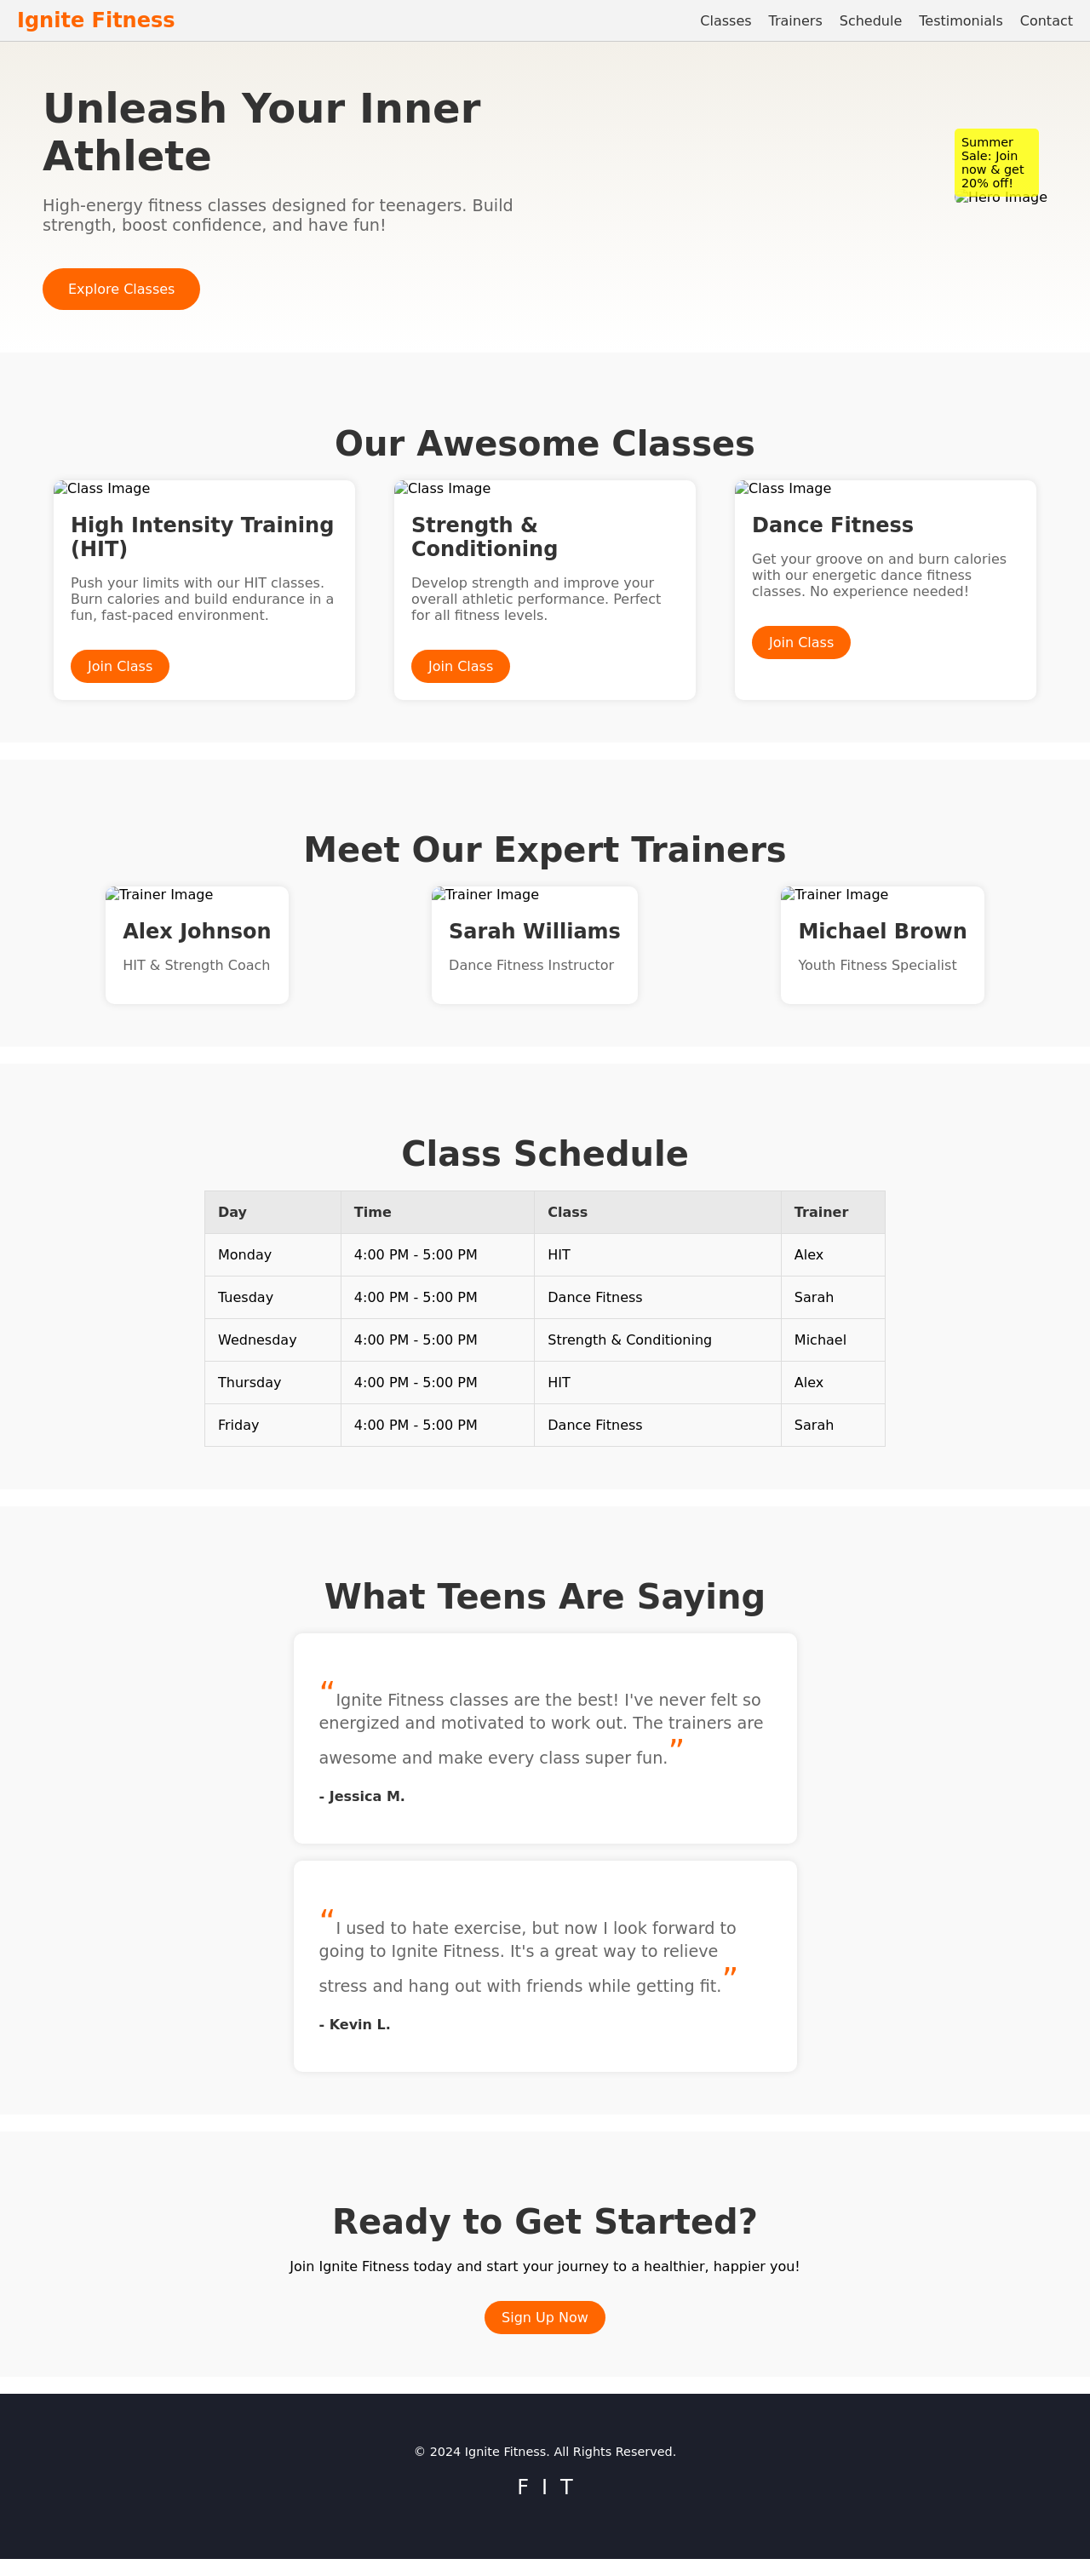 Ignite Fitness
Classes Trainers Schedule Testimonials Contact
Unleash Your Inner
Athlete
High-energy fitness classes designed for teenagers. Build
strength, boost confidence, and have fun!
Explore Classes
Summer
Sale: Join
now & get
20% off!
Hero Image
Our Awesome Classes
Class Image
High Intensity Training
(HIT)
Push your limits with our HIT classes.
Burn calories and build endurance in a
fun, fast-paced environment.
Join Class
Class Image
Strength &
Conditioning
Develop strength and improve your
overall athletic performance. Perfect
for all fitness levels.
Join Class
Class Image
Dance Fitness
Get your groove on and burn calories
with our energetic dance fitness
classes. No experience needed!
Join Class
Meet Our Expert Trainers
Trainer Image
Alex Johnson
HIT & Strength Coach
Trainer Image
Sarah Williams
Dance Fitness Instructor
Trainer Image
Michael Brown
Youth Fitness Specialist
Class Schedule
Day Time Class Trainer
Monday 4:00 PM - 5:00 PM HIT Alex
Tuesday 4:00 PM - 5:00 PM Dance Fitness Sarah
Wednesday 4:00 PM - 5:00 PM Strength & Conditioning Michael
Thursday 4:00 PM - 5:00 PM HIT Alex
Friday 4:00 PM - 5:00 PM Dance Fitness Sarah
What Teens Are Saying
“Ignite Fitness classes are the best! I've never felt so
energized and motivated to work out. The trainers are
awesome and make every class super fun.”
- Jessica M.
“I used to hate exercise, but now I look forward to
going to Ignite Fitness. It's a great way to relieve
stress and hang out with friends while getting fit.”
- Kevin L.
Ready to Get Started?
Join Ignite Fitness today and start your journey to a healthier, happier you!
Sign Up Now
© 2024 Ignite Fitness. All Rights Reserved.
F I T